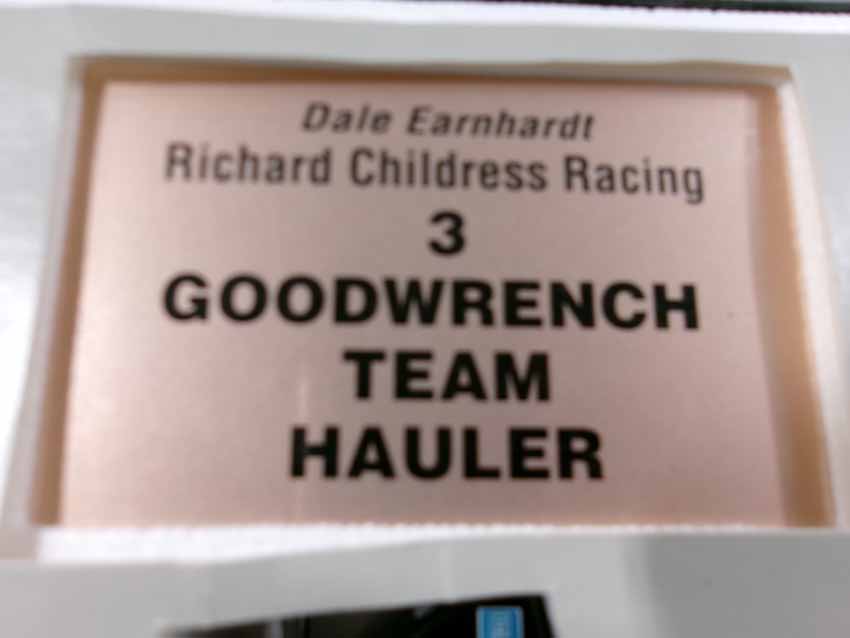 Dale Earnhardt
Richard Childress Racing
3
GOODWRENCH
TEAM
HAULER